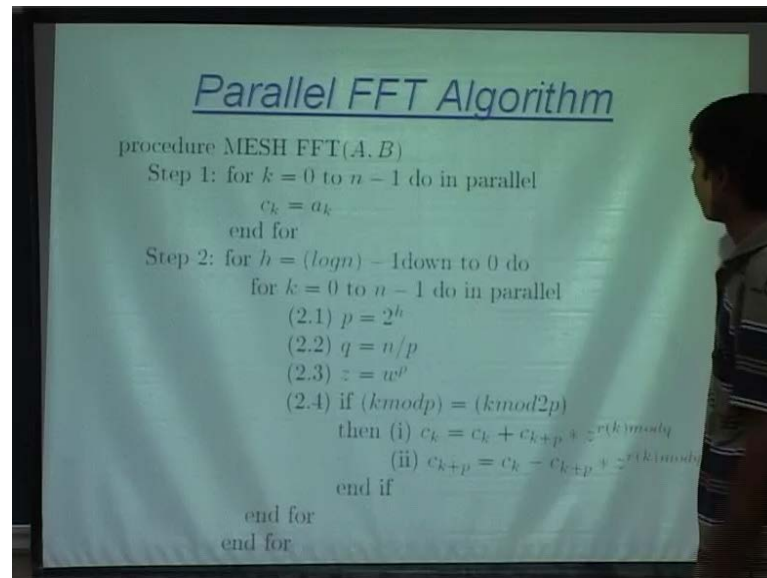 Parallel FFT Algorithm
procedure MESH FFT(A, B)
Step 1: for k = 0 to n − 1 do in parallel
c_k = a_k
end for
Step 2: for h = (logn) − 1down to 0 do
for k = 0 to n − 1 do in parallel
(2.1) p = 2^h
(2.2) q = n/p
(2.3) z = w^p
(2.4) if (kmodp) = (kmod2p)
then (i) c_k = c_k + c_{k+p} * z^{r(k)modq}
(ii) c_{k+p} = c_k − c_{k+p} * z^{r(k)modq}
end if
end for
end for